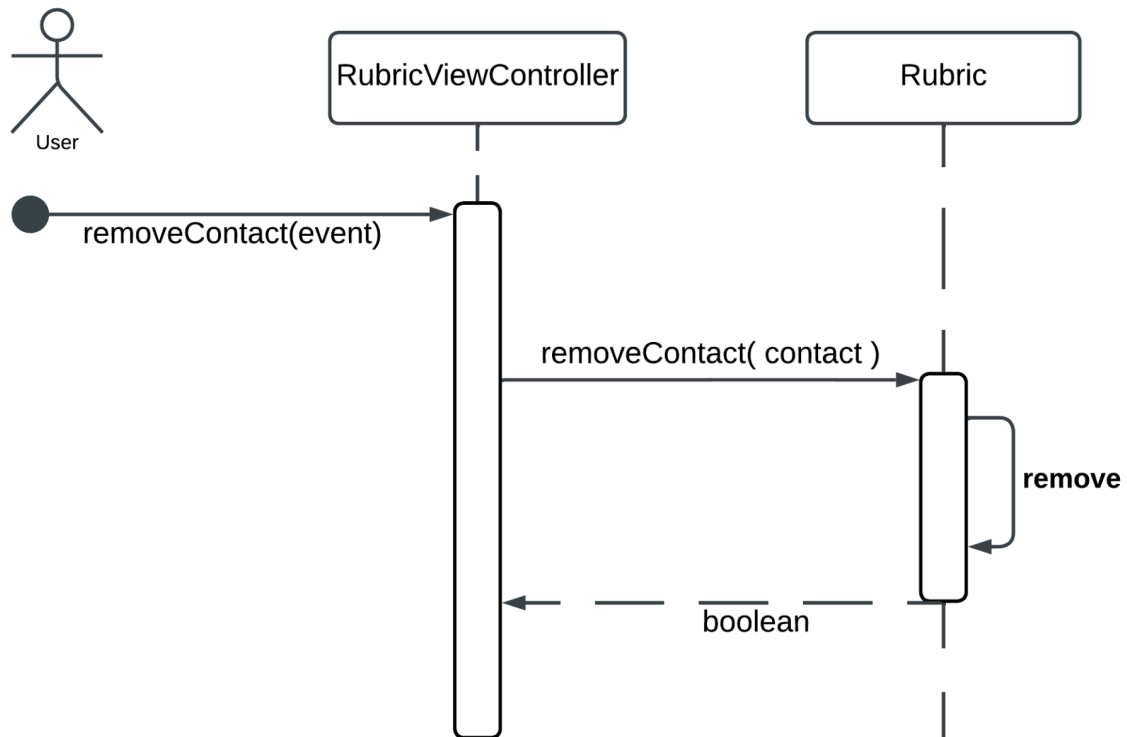 User
RubricViewController
Rubric
removeContact(event)
removeContact( contact )
remove
boolean